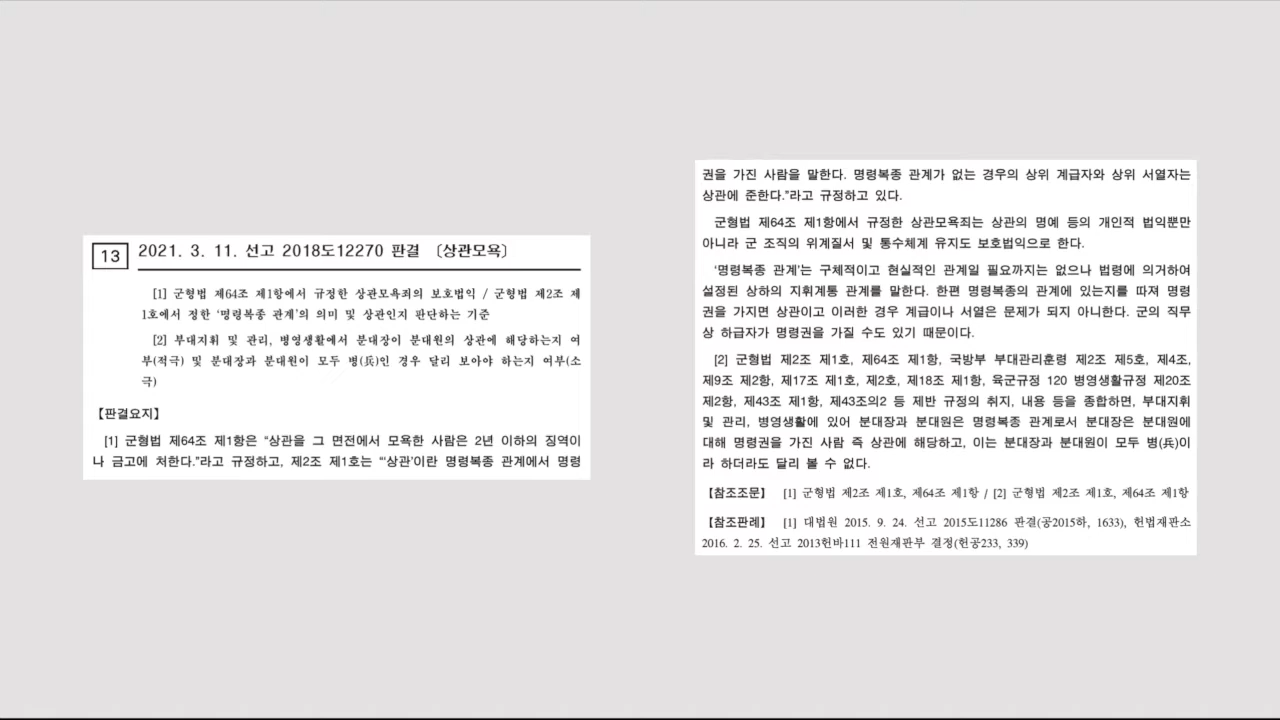 13 2021. 3. 11. 선고 2018도12270 판결 〔상관모욕〕
[1] 군형법 제64조 제1항에서 규정한 상관모욕죄의 보호법익 / 군형법 제2조 제
1호에서 정한 ‘명령복종 관계’의 의미 및 상관인지 판단하는 기준
[2] 부대지휘 및 관리, 병영생활에서 분대장이 분대원의 상관에 해당하는지 여
부(적극) 및 분대장과 분대원이 모두 병(兵)인 경우 달리 보아야 하는지 여부(소
극)
【판결요지】
[1] 군형법 제64조 제1항은 “상관을 그 면전에서 모욕한 사람은 2년 이하의 징역이
나 금고에 처한다.”라고 규정하고, 제2조 제1호는 “‘상관’이란 명령복종 관계에서 명령
권을 가진 사람을 말한다. 명령복종 관계가 없는 경우의 상위 계급자와 상위 서열자는
상관에 준한다.”라고 규정하고 있다.
군형법 제64조 제1항에서 규정한 상관모욕죄는 상관의 명예 등의 개인적 법익뿐만
아니라 군 조직의 위계질서 및 통수체계 유지도 보호법익으로 한다.
‘명령복종 관계’는 구체적이고 현실적인 관계일 필요까지는 없으나 법령에 의거하여
설정된 상하의 지휘계통 관계를 말한다. 한편 명령복종의 관계에 있는지를 따져 명령
권을 가지면 상관이고 이러한 경우 계급이나 서열은 문제가 되지 아니한다. 군의 직무
상 하급자가 명령권을 가질 수도 있기 때문이다.
[2] 군형법 제2조 제1호, 제64조 제1항, 국방부 부대관리훈령 제2조 제5호, 제4조,
제9조 제2항, 제17조 제1호, 제2호, 제18조 제1항, 육군규정 120 병영생활규정 제20조
제2항, 제43조 제1항, 제43조의2 등 제반 규정의 취지, 내용 등을 종합하면, 부대지휘
및 관리, 병영생활에 있어 분대장과 분대원은 명령복종 관계로서 분대장은 분대원에
대해 명령권을 가진 사람 즉 상관에 해당하고, 이는 분대장과 분대원이 모두 병(兵)이
라 하더라도 달리 볼 수 없다.
【참조조문】 [1] 군형법 제2조 제1호, 제64조 제1항 / [2] 군형법 제2조 제1호, 제64조 제1항
【참조판례】 [1] 대법원 2015. 9. 24. 선고 2015도11286 판결(공2015하, 1633), 헌법재판소
2016. 2. 25. 선고 2013헌바111 전원재판부 결정(헌공233, 339)